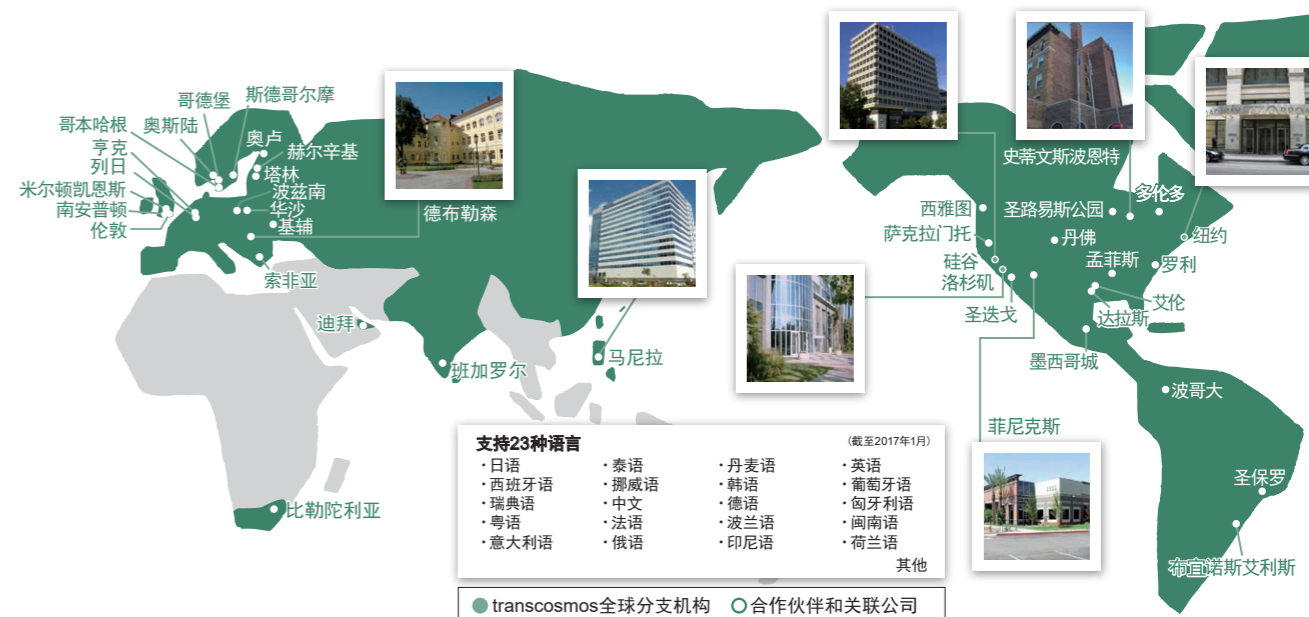 斯德哥尔摩
哥德堡
奥斯陆
哥本哈根
奥卢
亨克
赫尔辛基
列日
塔林
米尔顿凯恩斯
波兹南
南安普顿
华沙
伦敦
基辅
德布勒森
索非亚
迪拜
班加罗尔
马尼拉
比勒陀利亚
史蒂文斯波恩特
多伦多
西雅图
圣路易斯公园
萨克拉门托
丹佛
纽约
硅谷
孟菲斯
罗利
洛杉矶
艾伦
圣迭戈
达拉斯
墨西哥城
波哥大
菲尼克斯
圣保罗
布宜诺斯艾利斯
支持23种语言 (截至2017年1月)
・日语 ・泰语 ・丹麦语 ・英语
・西班牙语 ・挪威语 ・韩语 ・葡萄牙语
・瑞典语 ・中文 ・德语 ・匈牙利语
・粤语 ・法语 ・波兰语 ・闽南语
・意大利语 ・俄语 ・印尼语 ・荷兰语
其他
transcosmos全球分支机构 合作伙伴和关联公司